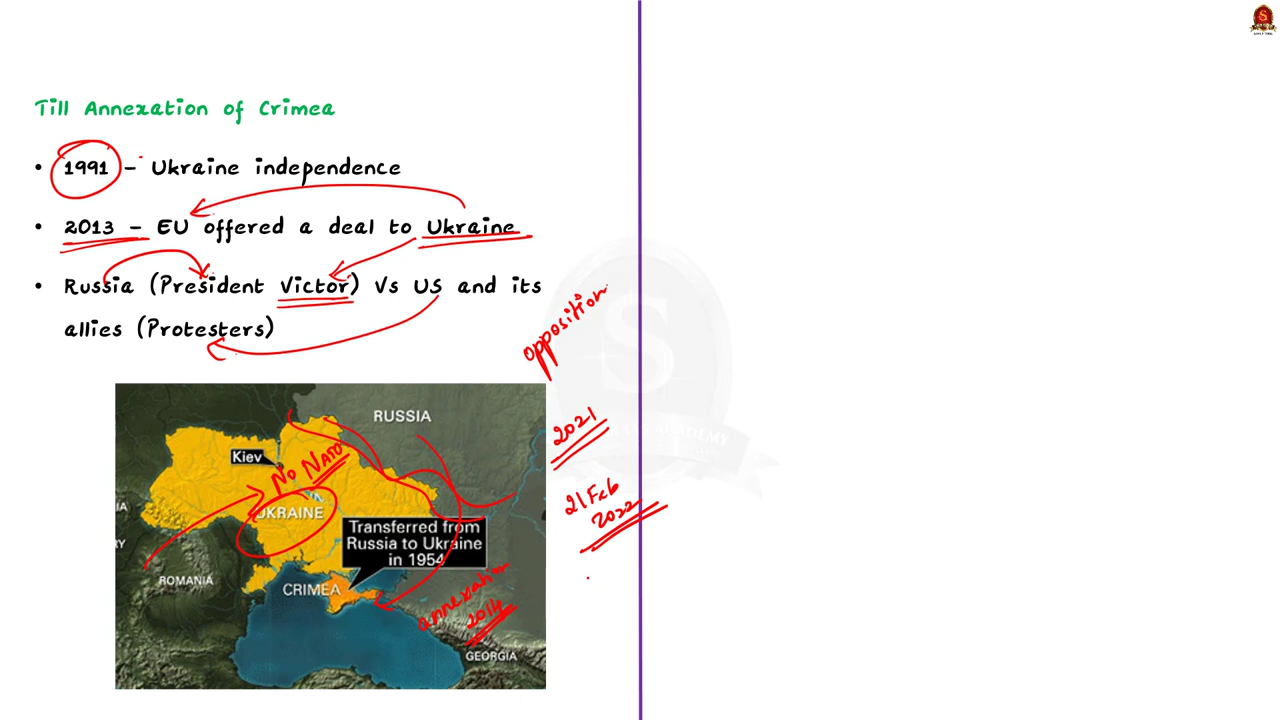 Till Annexation of Crimea
• 1991 - Ukraine independence
• 2013 - EU offered a deal to Ukraine
• Russia (President Victor) Vs US and its
allies (Protesters)
opposition
2021
21 Feb
2022
RUSSIA
Kiev
No NATO
UKRAINE
Transferred from
Russia to Ukraine
in 1954
ROMANIA
CRIMEA
annexation
2014
GEORGIA
S
ACADEMY